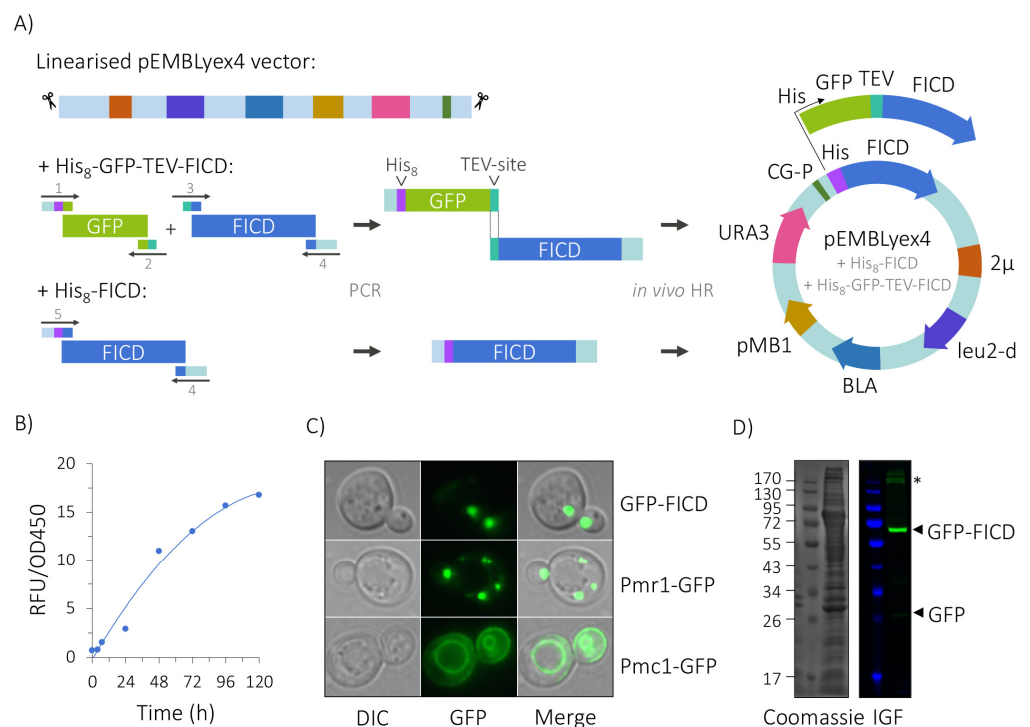 A)
Linearised pEMBLyex4 vector:
+ His₈-GFP-TEV-FICD:
1
3
GFP
+
FICD
2
4
His₈
TEV-site
GFP
FICD
+ His₈-FICD:
5
FICD
4
PCR
in vivo HR
GFP
TEV
FICD
His
FICD
His
CG-P
URA3
pEMBLyex4
+ His₈-FICD
+ His₈-GFP-TEV-FICD
2μ
pMB1
leu2-d
BLA
B)
20
15
10
5
0
RFU/OD450
0 24 48 72 96 120
Time (h)
C)
GFP-FICD
Pmr1-GFP
Pmc1-GFP
DIC GFP Merge
D)
170
130
95
72
55
43
34
26
17
*
GFP-FICD
GFP
Coomassie IGF